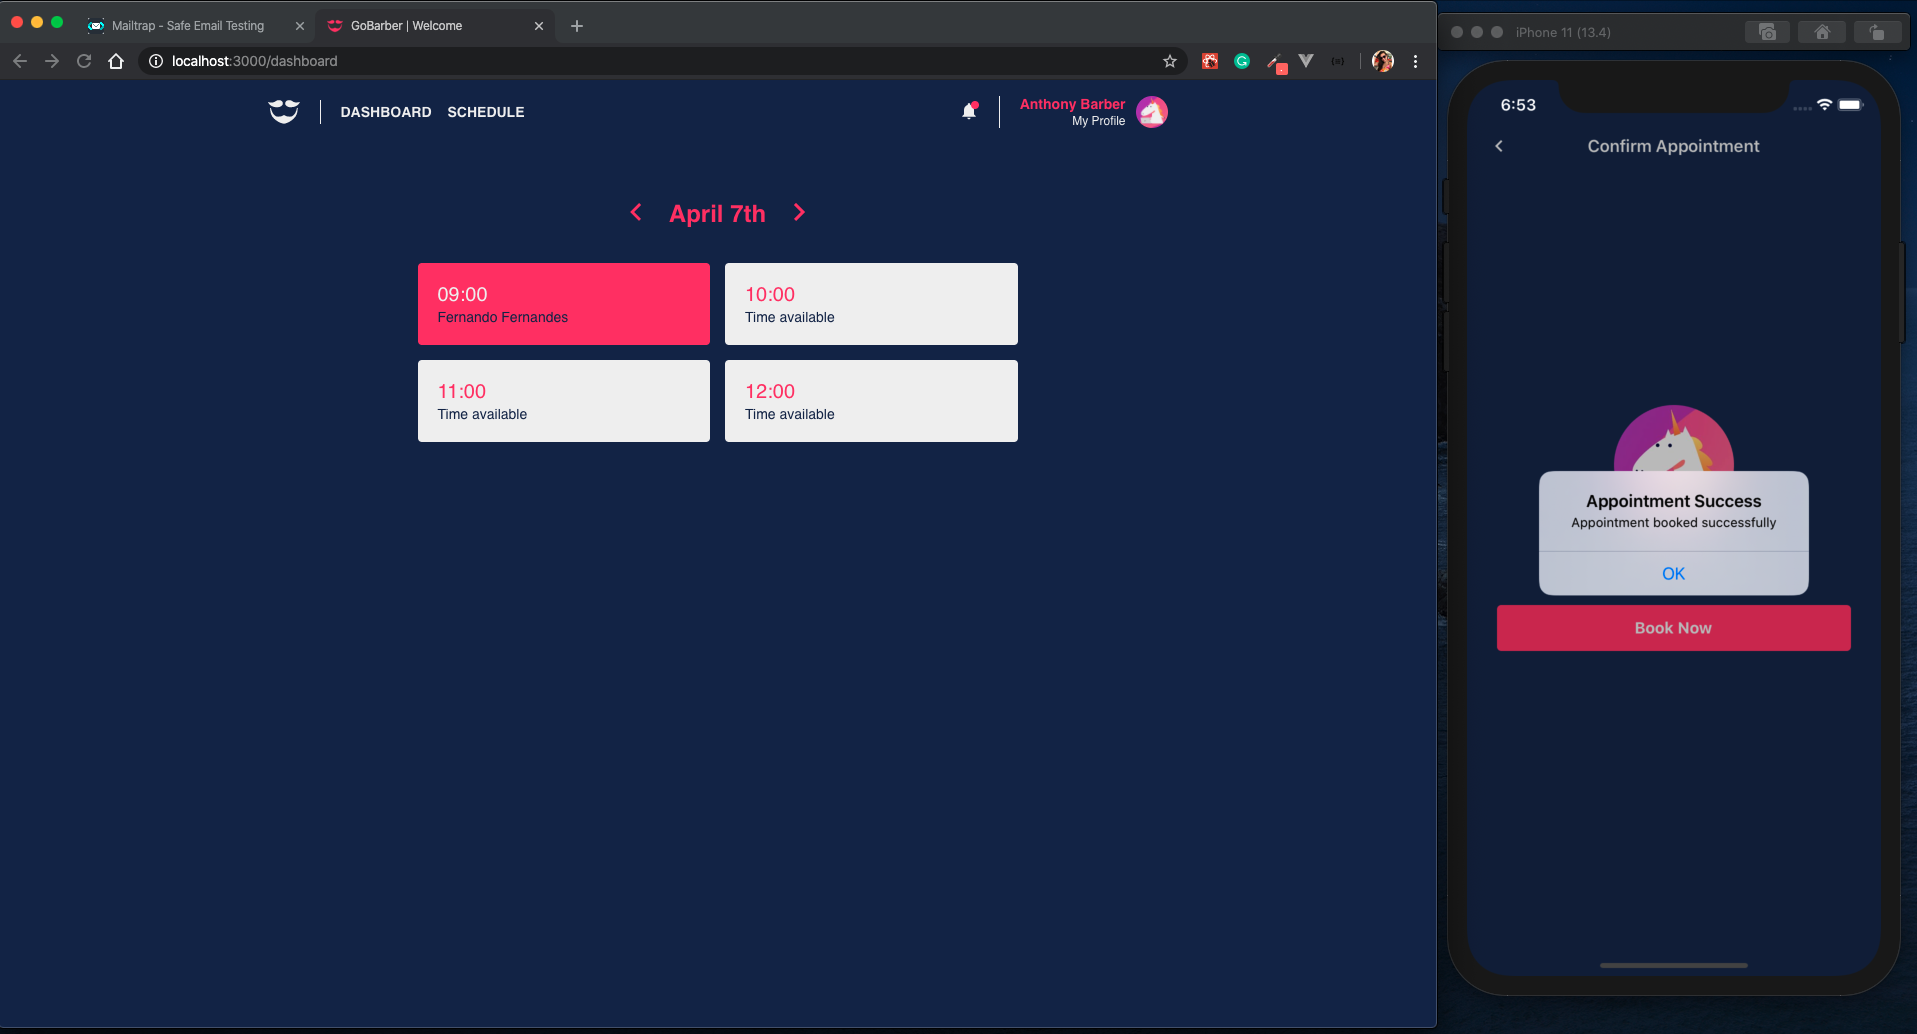 Mailtrap - Safe Email Testing
GoBarber | Welcome
localhost:3000/dashboard
DASHBOARD
SCHEDULE
Anthony Barber
My Profile
April 7th
09:00
Fernando Fernandes
10:00
Time available
11:00
Time available
12:00
Time available
iPhone 11 (13.4)
6:53
Confirm Appointment
Appointment Success
Appointment booked successfully
OK
Book Now